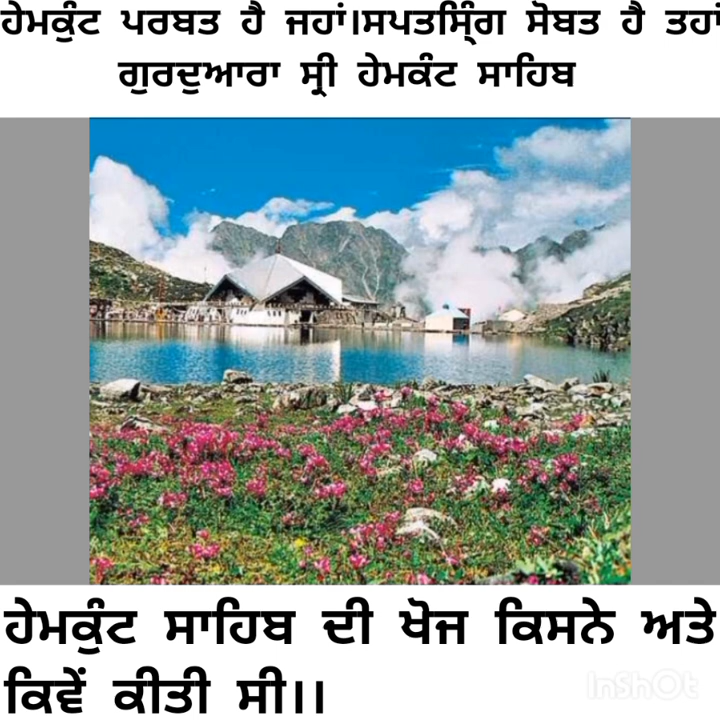 ਹੇਮਕੁੰਟ ਪਰਬਤ ਹੈ ਜਹਾਂ।ਸਪਤਸ੍ਰਿੰਗ ਸੋਬਤ ਹੈ ਤਹਾਂ
ਗੁਰਦੁਆਰਾ ਸ੍ਰੀ ਹੇਮਕੰਟ ਸਾਹਿਬ
ਹੇਮਕੁੰਟ ਸਾਹਿਬ ਦੀ ਖੋਜ ਕਿਸਨੇ ਅਤੇ
ਕਿਵੇਂ ਕੀਤੀ ਸੀ।।
InShOt